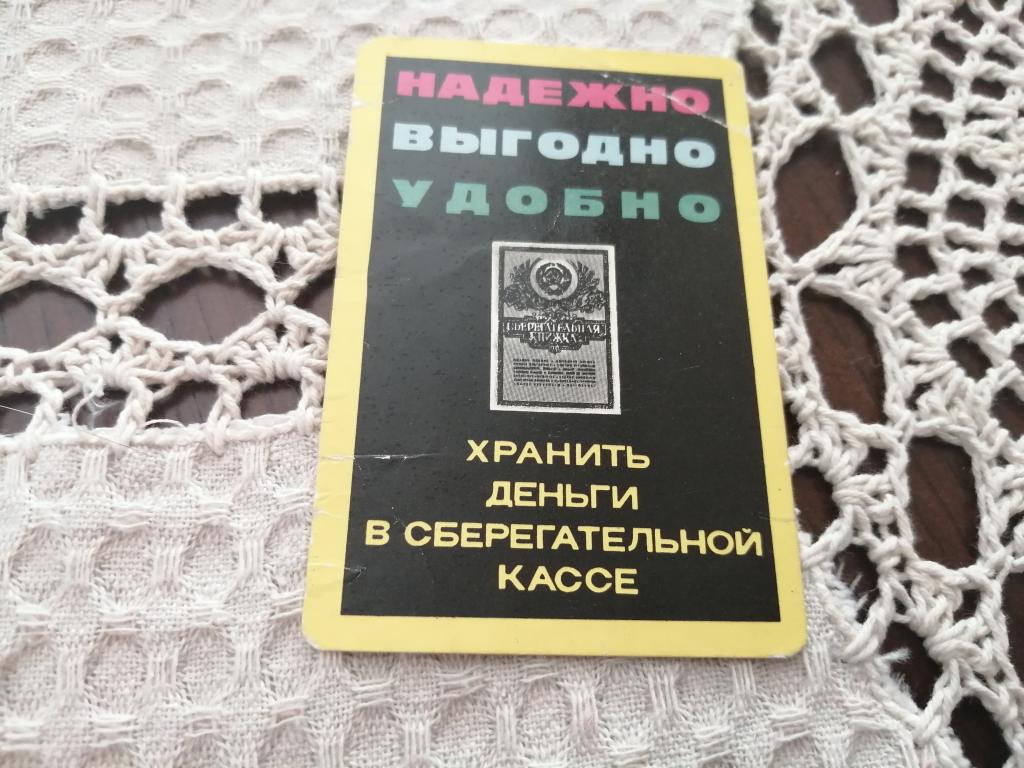 НАДЕЖНО
ВЫГОДНО
УДОБНО
СБЕРЕГАТЕЛЬНАЯ
КНИЖКА
ХРАНИТЬ
ДЕНЬГИ
В СБЕРЕГАТЕЛЬНОЙ
КАССЕ